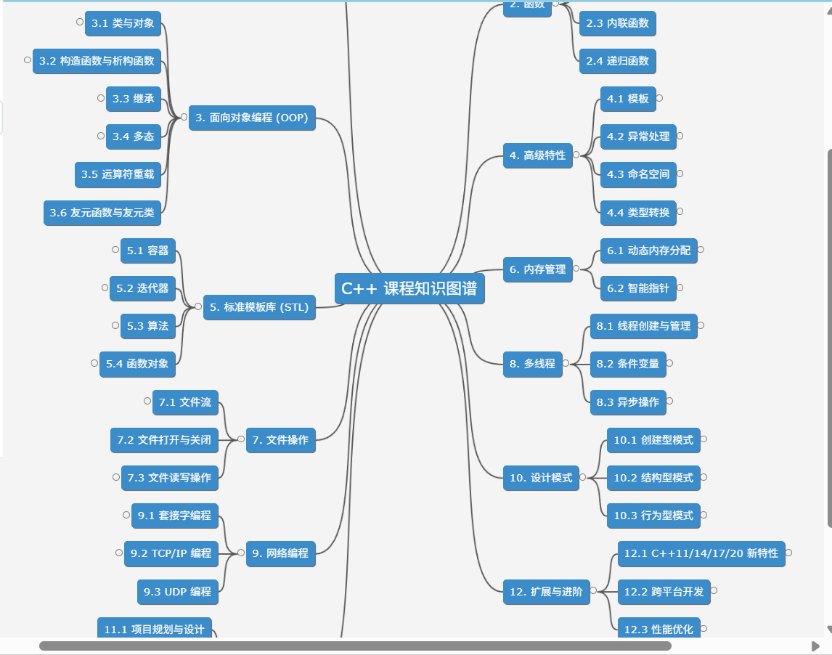 C++ 课程知识图谱
2. 函数
2.3 内联函数
2.4 递归函数
3. 面向对象编程 (OOP)
3.1 类与对象
3.2 构造函数与析构函数
3.3 继承
3.4 多态
3.5 运算符重载
3.6 友元函数与友元类
4. 高级特性
4.1 模板
4.2 异常处理
4.3 命名空间
4.4 类型转换
5. 标准模板库 (STL)
5.1 容器
5.2 迭代器
5.3 算法
5.4 函数对象
6. 内存管理
6.1 动态内存分配
6.2 智能指针
7. 文件操作
7.1 文件流
7.2 文件打开与关闭
7.3 文件读写操作
8. 多线程
8.1 线程创建与管理
8.2 条件变量
8.3 异步操作
9. 网络编程
9.1 套接字编程
9.2 TCP/IP 编程
9.3 UDP 编程
10. 设计模式
10.1 创建型模式
10.2 结构型模式
10.3 行为型模式
11.1 项目规划与设计
12. 扩展与进阶
12.1 C++11/14/17/20 新特性
12.2 跨平台开发
12.3 性能优化